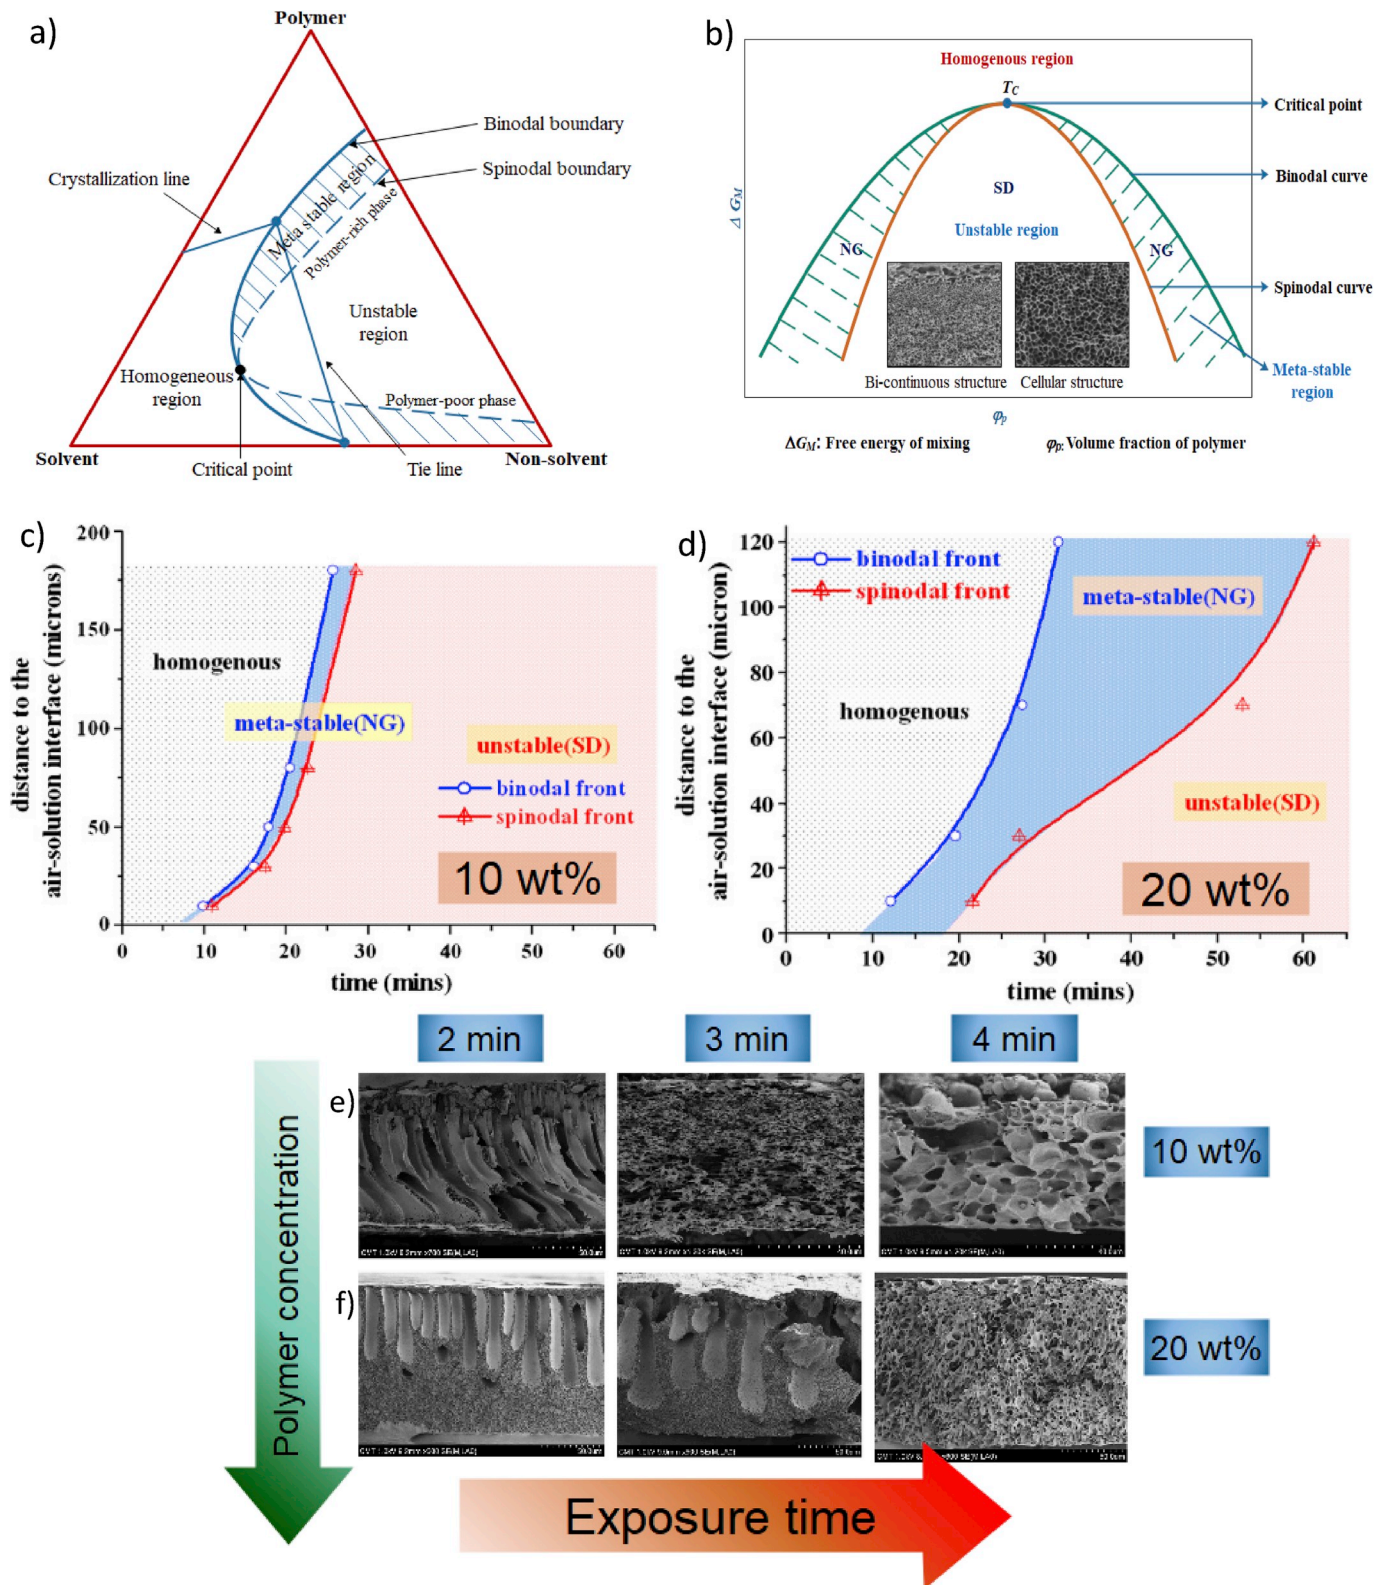 a)
Polymer
Binodal boundary
Spinodal boundary
Crystallization line
Meta stable region
Polymer-rich phase
Unstable
region
Homogeneous
region
Polymer-poor phase
Solvent
Non-solvent
Critical point
Tie line
b)
Homogenous region
TC
Critical point
Binodal curve
SD
Unstable region
NG
NG
Spinodal curve
Δ GM
Bi-continuous structure
Cellular structure
Meta-stable
region
φp
ΔGM: Free energy of mixing
φp: Volume fraction of polymer
c)
200
150
100
50
0
distance to the
air-solution interface (microns)
homogenous
meta-stable(NG)
unstable(SD)
binodal front
spinodal front
10 wt%
0
10
20
30
40
50
60
time (mins)
d)
120
100
80
60
40
20
0
distance to the
air-solution interface (micron)
binodal front
spinodal front
meta-stable(NG)
homogenous
unstable(SD)
20 wt%
0
10
20
30
40
50
60
time (mins)
2 min
3 min
4 min
Polymer concentration
e)
10 wt%
f)
20 wt%
Exposure time